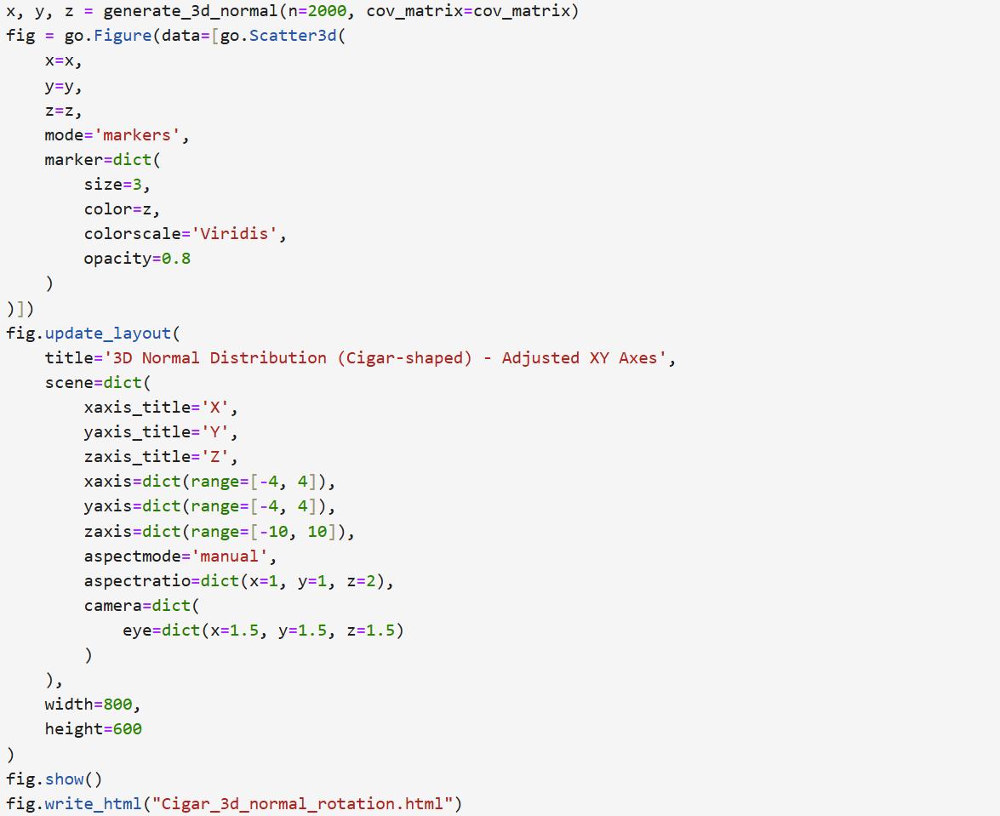 x, y, z = generate_3d_normal(n=2000, cov_matrix=cov_matrix)
fig = go.Figure(data=[go.Scatter3d(
    x=x,
    y=y,
    z=z,
    mode='markers',
    marker=dict(
        size=3,
        color=z,
        colorscale='Viridis',
        opacity=0.8
    )
)])
fig.update_layout(
    title='3D Normal Distribution (Cigar-shaped) - Adjusted XY Axes',
    scene=dict(
        xaxis_title='X',
        yaxis_title='Y',
        zaxis_title='Z',
        xaxis=dict(range=[-4, 4]),
        yaxis=dict(range=[-4, 4]),
        zaxis=dict(range=[-10, 10]),
        aspectmode='manual',
        aspectratio=dict(x=1, y=1, z=2),
        camera=dict(
            eye=dict(x=1.5, y=1.5, z=1.5)
        )
    ),
    width=800,
    height=600
)
fig.show()
fig.write_html("Cigar_3d_normal_rotation.html")